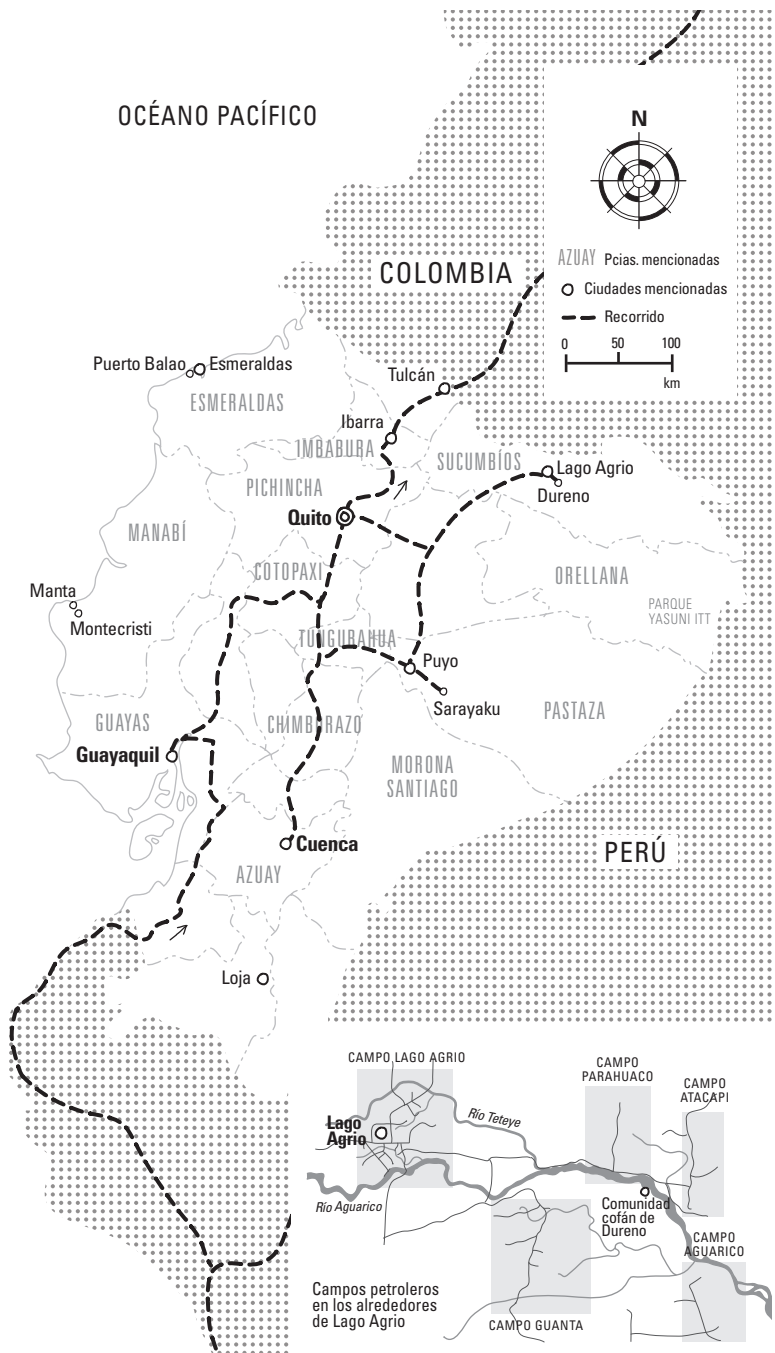 OCÉANO PACÍFICO
N
COLOMBIA
AZUAY Pcias. mencionadas
Ciudades mencionadas
Recorrido
0 50 100
km
Puerto Balao
Esmeraldas
Tulcán
ESMERALDAS
Ibarra
IMBABURA
SUCUMBÍOS
Lago Agrio
Dureno
PICHINCHA
Quito
MANABÍ
COTOPAXI
ORELLANA
Manta
Montecristi
PARQUE
YASUNI ITT
TUNGURAHUA
Puyo
Sarayaku
PASTAZA
GUAYAS
CHIMBORAZO
Guayaquil
MORONA
SANTIAGO
Cuenca
PERÚ
AZUAY
Loja
CAMPO LAGO AGRIO
CAMPO
PARAHUACO
CAMPO
ATACAPI
Río Teteye
Lago
Agrio
Río Aguarico
Comunidad
cofán de
Dureno
CAMPO
AGUARICO
Campos petroleros
en los alrededores
de Lago Agrio
CAMPO GUANTA